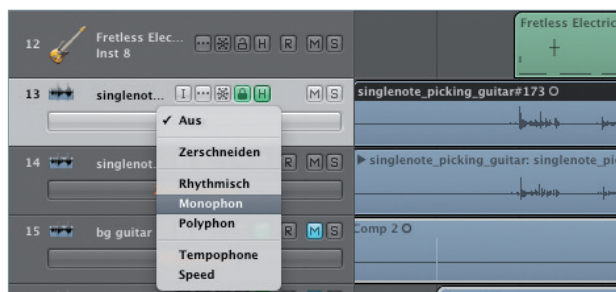 12 Fretless Elec... Inst 8 H R M S
Fretless Electric
13 singlenot... I H M S
singlenote_picking_guitar#173
✓ Aus
Zerschneiden
Rhythmisch
Monophon
Polyphon
Tempophone
Speed
14 singlenot R M S
singlenote_picking_guitar: singlenote_pi
15 bg guitar R M S
Comp 2